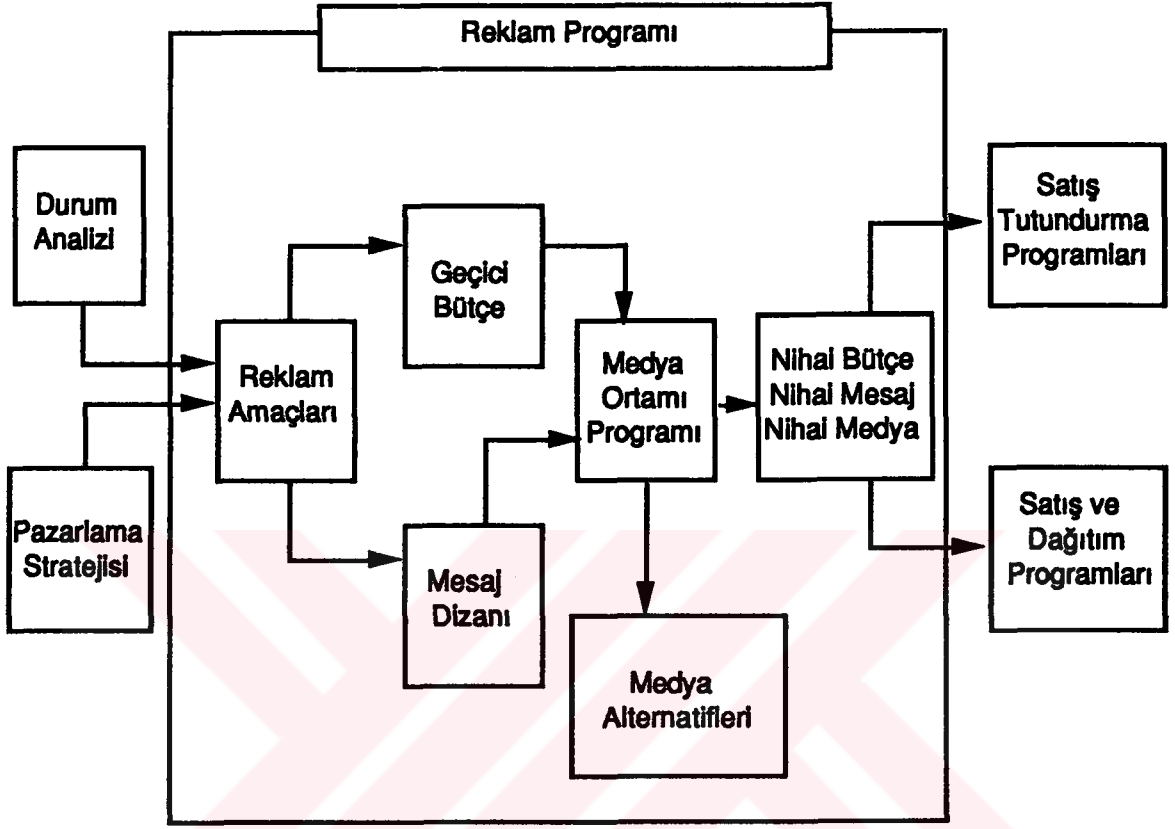 Reklam Programı
Durum
Analizi
Pazarlama
Stratejisi
Reklam
Amaçları
Geçici
Bütçe
Mesaj
Dizanı
Medya
Ortamı
Programı
Medya
Alternatifleri
Nihai Bütçe
Nihai Mesaj
Nihai Medya
Satış
Tutundurma
Programları
Satış ve
Dağıtım
Programları